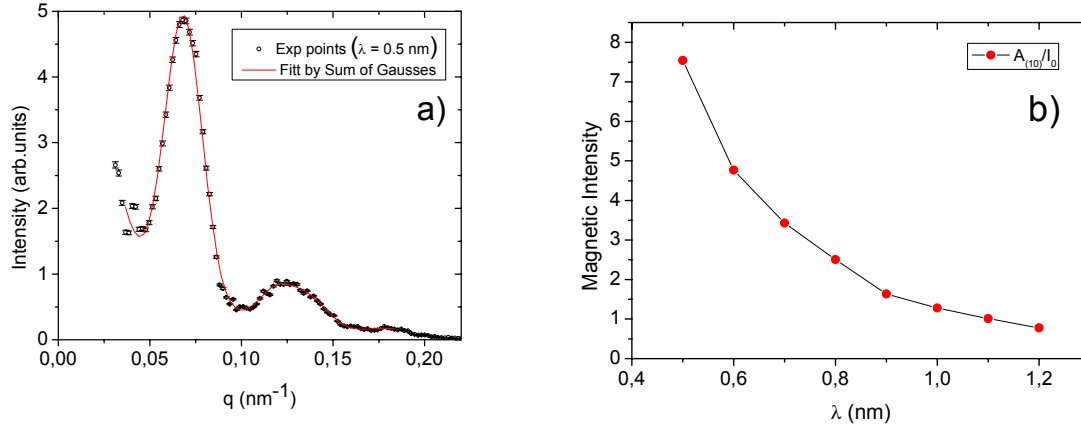 5
4
3
2
1
0
Intensity (arb.units)
Exp points (λ = 0.5 nm)
Fitt by Sum of Gausses
a)
0,00 0,05 0,10 0,15 0,20
q (nm⁻¹)
8
7
6
5
4
3
2
1
0
Magnetic Intensity
A(10)/I0
b)
0,4 0,6 0,8 1,0 1,2
λ (nm)